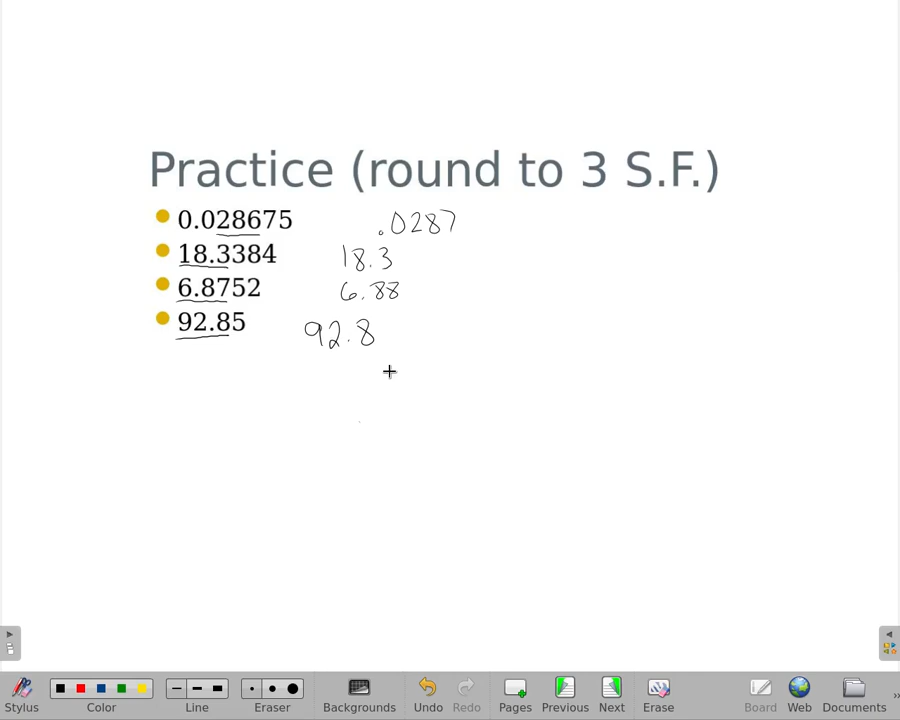 Practice (round to 3 S.F.)
0.028675 .0287
18.3384 18.3
6.8752 6.88
92.85 92.8
Stylus Color Line Eraser Backgrounds Undo Redo Pages Previous Next Erase Board Web Documents